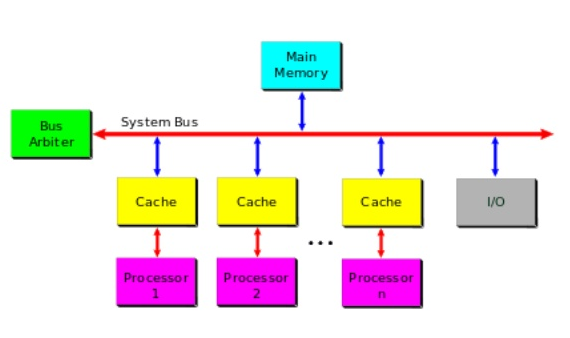 Main
Memory
System Bus
Bus
Arbiter
Cache
Cache
Cache
I/O
...
Processor
1
Processor
2
Processor
n